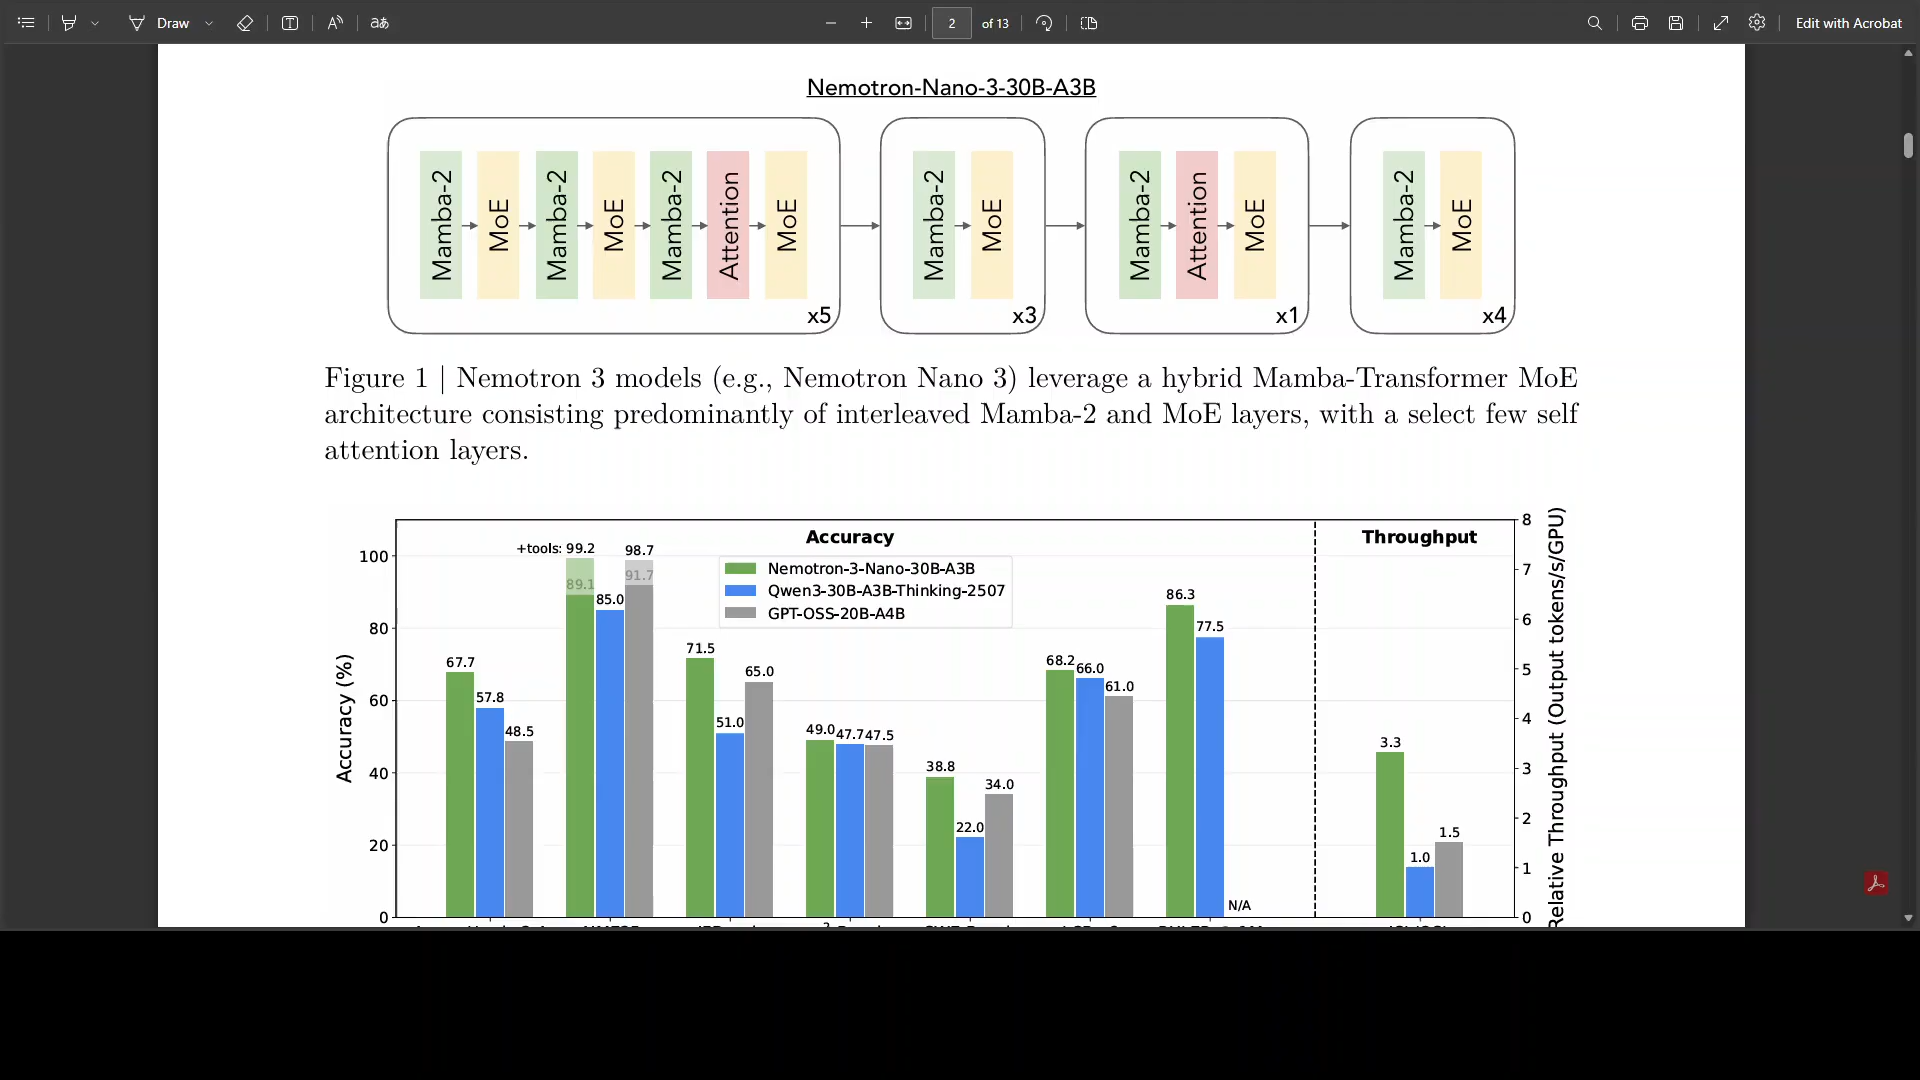 Draw
2
of 13
Edit with Acrobat
Nemotron-Nano-3-30B-A3B
Mamba-2
MoE
Mamba-2
MoE
Mamba-2
Attention
MoE
x5
Mamba-2
MoE
x3
Mamba-2
Attention
MoE
x1
Mamba-2
MoE
x4
Figure 1 | Nemotron 3 models (e.g., Nemotron Nano 3) leverage a hybrid Mamba-Transformer MoE
architecture consisting predominantly of interleaved Mamba-2 and MoE layers, with a select few self
attention layers.
Accuracy
Throughput
Nemotron-3-Nano-30B-A3B
Qwen3-30B-A3B-Thinking-2507
GPT-OSS-20B-A4B
Accuracy (%)
100
80
60
40
20
0
67.7
57.8
48.5
+tools: 99.2
89.1
85.0
98.7
91.7
71.5
51.0
65.0
49.0
47.7
47.5
38.8
22.0
34.0
68.2
66.0
61.0
86.3
77.5
N/A
3.3
1.0
1.5
8
7
6
5
4
3
2
1
0
Relative Throughput (Output tokens/s/GPU)